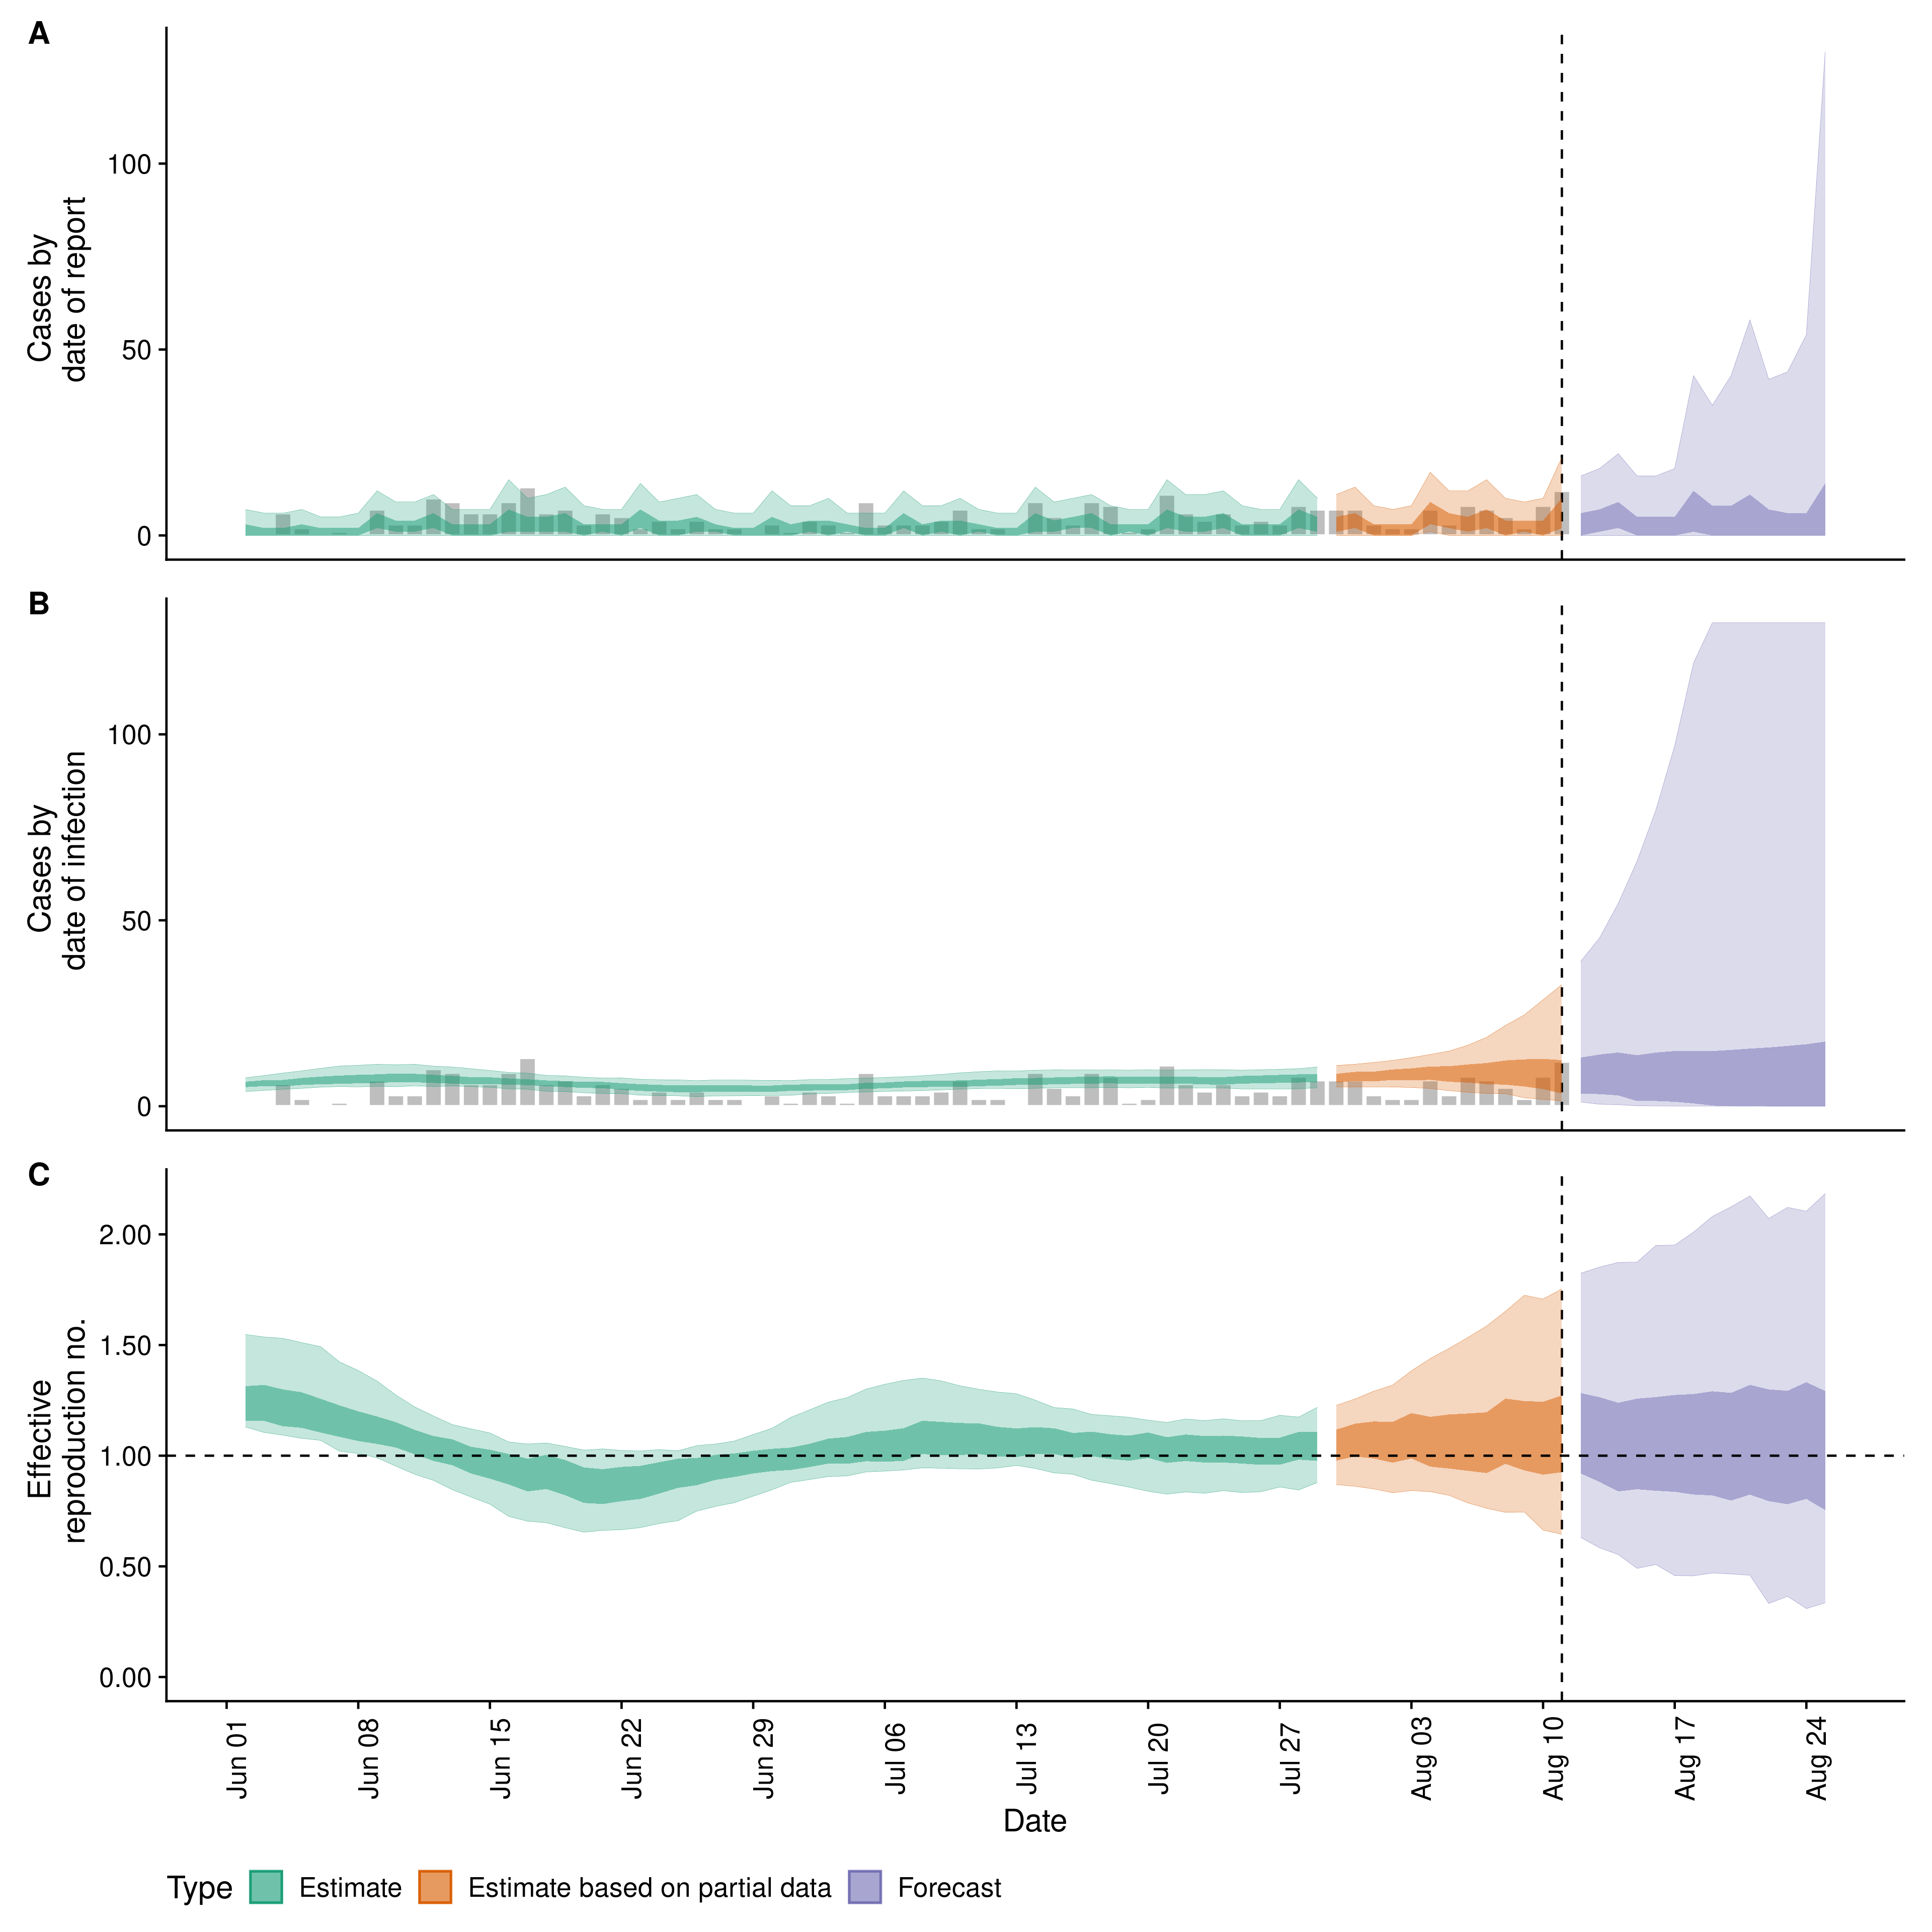 A
Cases by
date of report
100
50
0
B
Cases by
date of infection
100
50
0
C
Effective
reproduction no.
2.00
1.50
1.00
0.50
0.00
Jun 01
Jun 08
Jun 15
Jun 22
Jun 29
Jul 06
Jul 13
Jul 20
Jul 27
Aug 03
Aug 10
Aug 17
Aug 24
Date
Type Estimate Estimate based on partial data Forecast